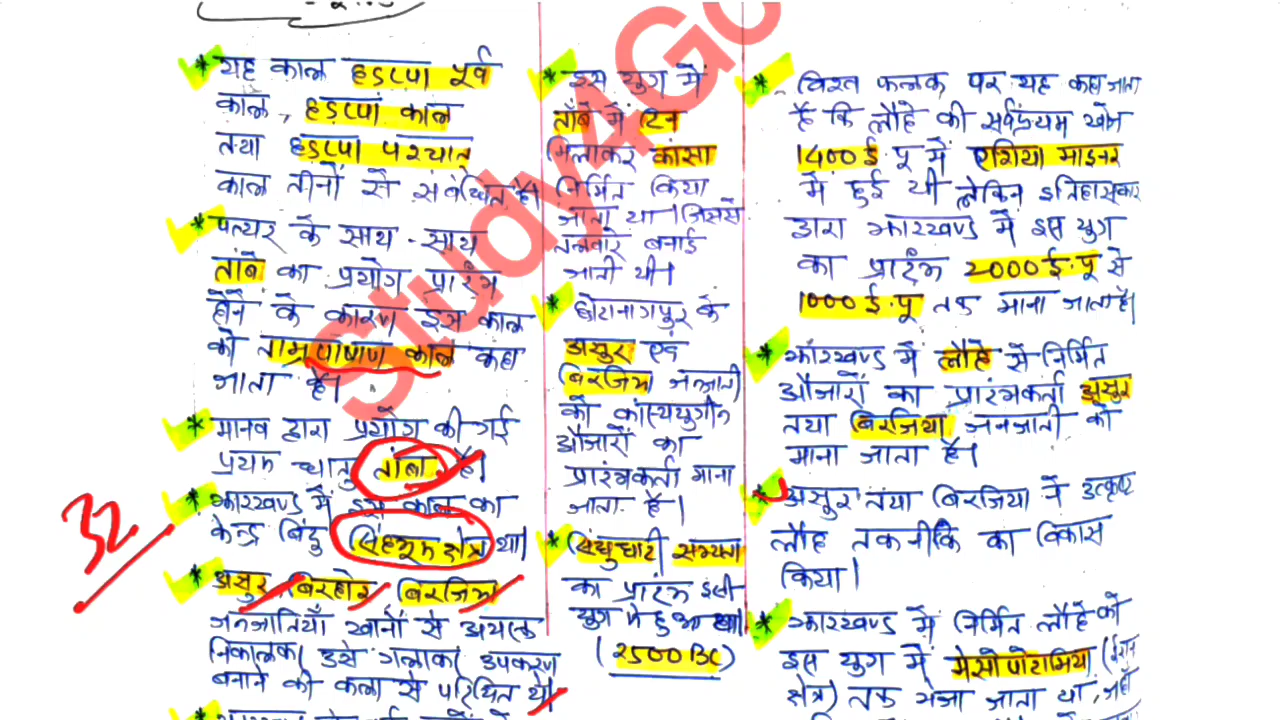 * यह काल हड़प्पा पूर्व
काल, हड़प्पा काल
तथा हड़प्पा पश्चात्
काल तीनों से संबंधित है।
* पत्थर के साथ-साथ
तांबे का प्रयोग प्रारंभ
होने के कारण इस काल
को ताम्रपाषाण काल कहा
जाता है।
* मानव द्वारा प्रयोग की गई
प्रथम धातु तांबा है।
* झारखण्ड में इस काल का
केन्द्र बिंदु सिंहभूम क्षेत्र था।
* असुर बिरहोर बिरजिया
जनजातियाँ खानों से अयस्क
निकालकर उसे गलाकर उपकरण
बनाने की कला से परिचित थे।
32
* इस युग में
ताँबे में टिन
मिलाकर कांसा
निर्मित किया
जाता था। जिससे
तलवारें बनाई
जाती थी।
* छोटानागपुर के
असुर एवं
बिरजिया जनजाती
को कांस्ययुगीन
औजारों का
प्रारंभकर्ता माना
जाता है।
* सिंधुघाटी सभ्यता
का प्रारंभ इसी
युग में हुआ था।
(2500 BC)
* विश्व फलक पर यह कहा जाता
है कि लौहे की सर्वप्रथम खोज
1400 ई.पू में एशिया माइनर
में हुई थी लेकिन इतिहासकार
द्वारा झारखण्ड में इस युग
का प्रारंभ 2000 ई.पू से
1000 ई.पू तक माना जाता है।
* झारखण्ड में लौहे से निर्मित
औजारों का प्रारंभकर्ता असुर
तथा बिरजिया जनजाती को
माना जाता है।
* असुर तथा बिरजिया ने उत्कृष्ट
लौह तकनीकि का विकास
किया।
* झारखण्ड में निर्मित लौहे को
इस युग में मेसोपोटामिया (ईरान
क्षेत्र) तक भेजा जाता था, जहाँ
Study4Go